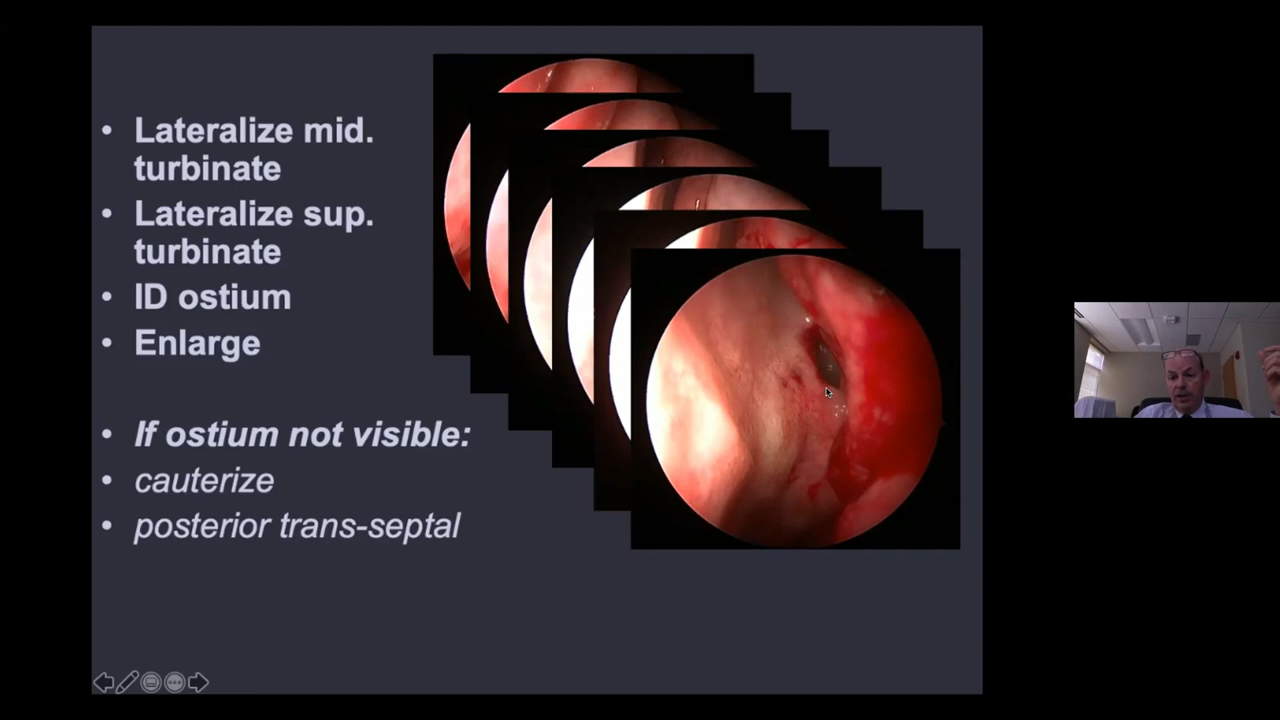 • Lateralize mid.
turbinate
• Lateralize sup.
turbinate
• ID ostium
• Enlarge
• If ostium not visible:
• cauterize
• posterior trans-septal